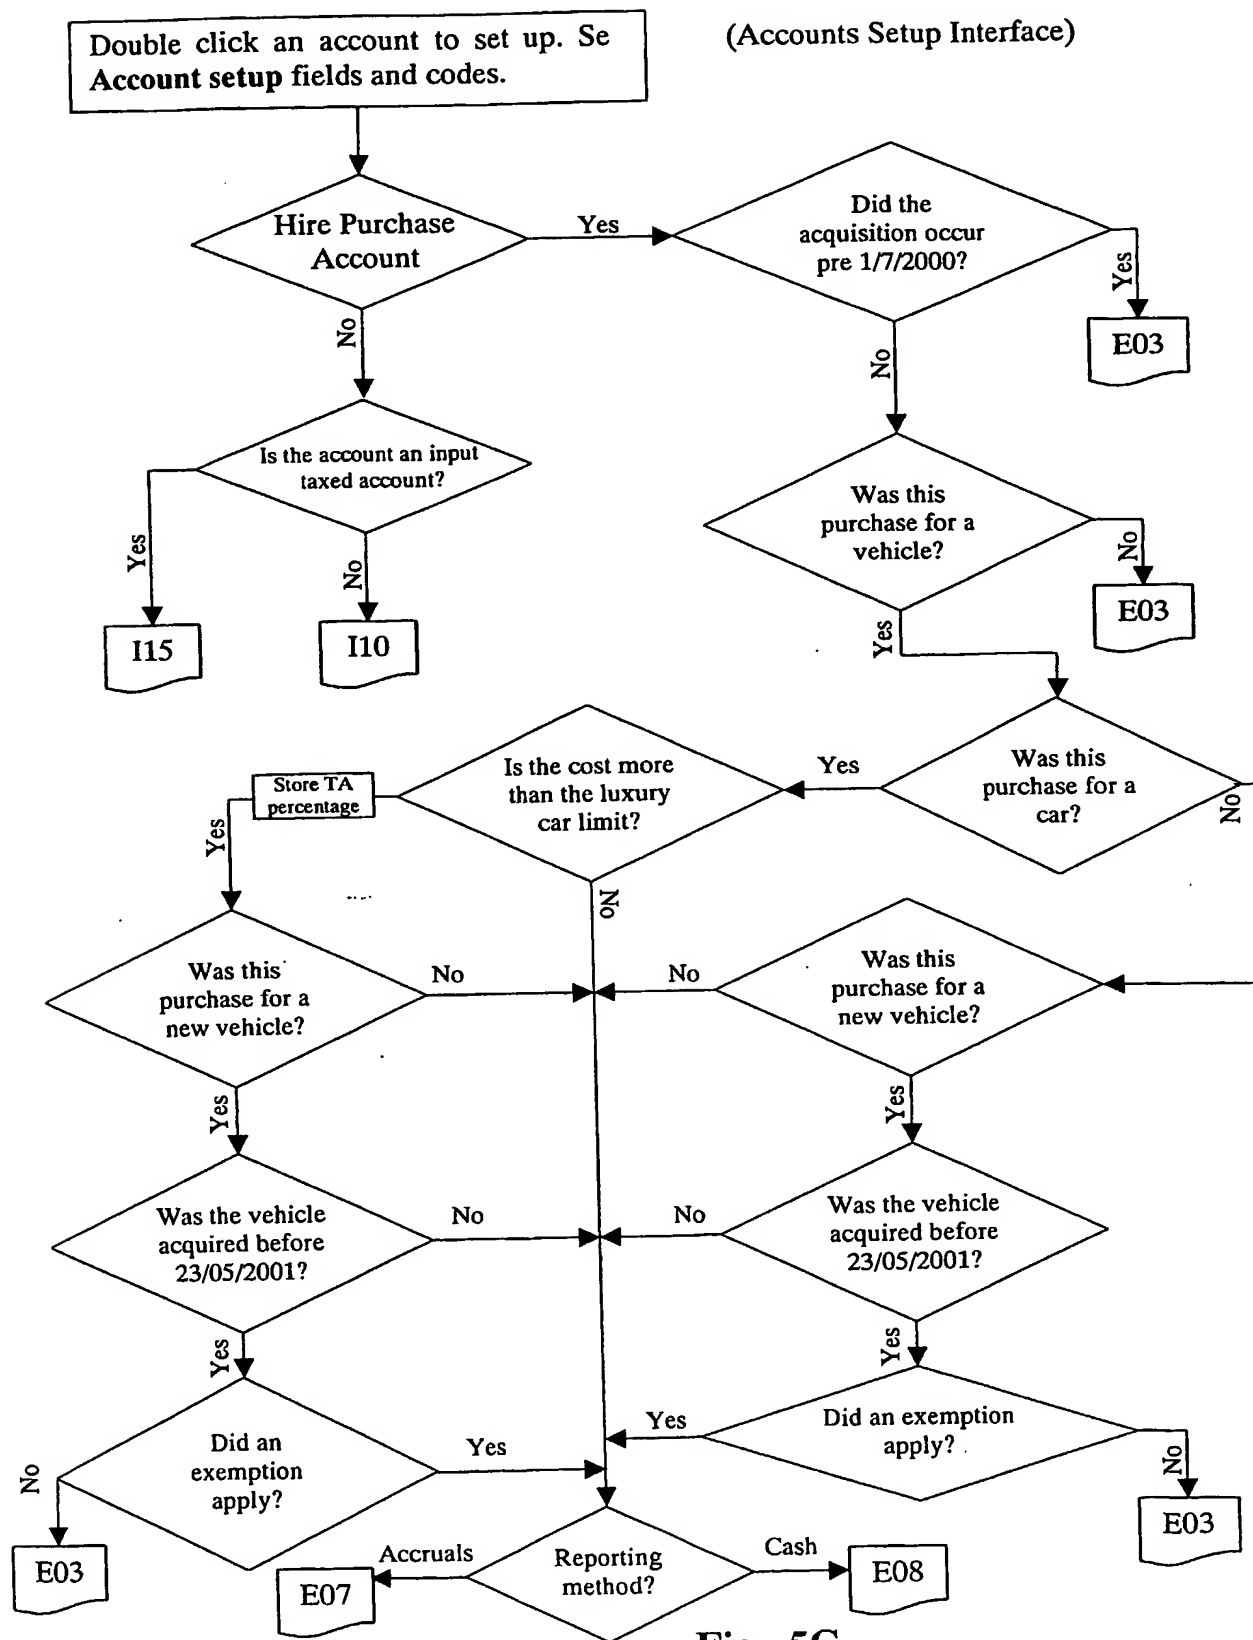 Double click an account to set up. Se
Account setup fields and codes.
(Accounts Setup Interface)
Hire Purchase
Account
Yes
Did the
acquisition occur
pre 1/7/2000?
Yes
E03
No
No
Is the account an input
taxed account?
Yes
No
I15
I10
Was this
purchase for a
vehicle?
No
E03
Yes
Was this
purchase for a
car?
No
Yes
Is the cost more
than the luxury
car limit?
Store TA
percentage
Yes
No
Was this
purchase for a
new vehicle?
No
No
Was this
purchase for a
new vehicle?
Yes
Yes
Was the vehicle
acquired before
23/05/2001?
No
No
Was the vehicle
acquired before
23/05/2001?
Yes
Yes
Did an
exemption
apply?
Yes
Yes
Did an exemption
apply?
No
E03
No
E03
Accruals
Reporting
method?
Cash
E07
E08